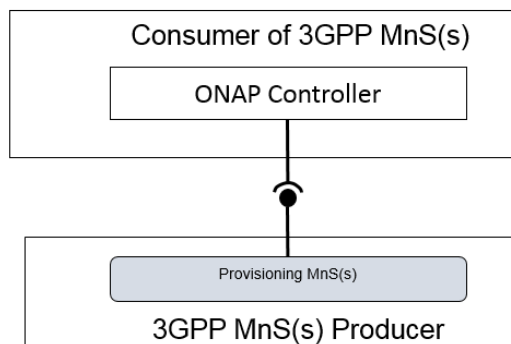 Consumer of 3GPP MnS(s)
ONAP Controller
Provisioning MnS(s)
3GPP MnS(s) Producer